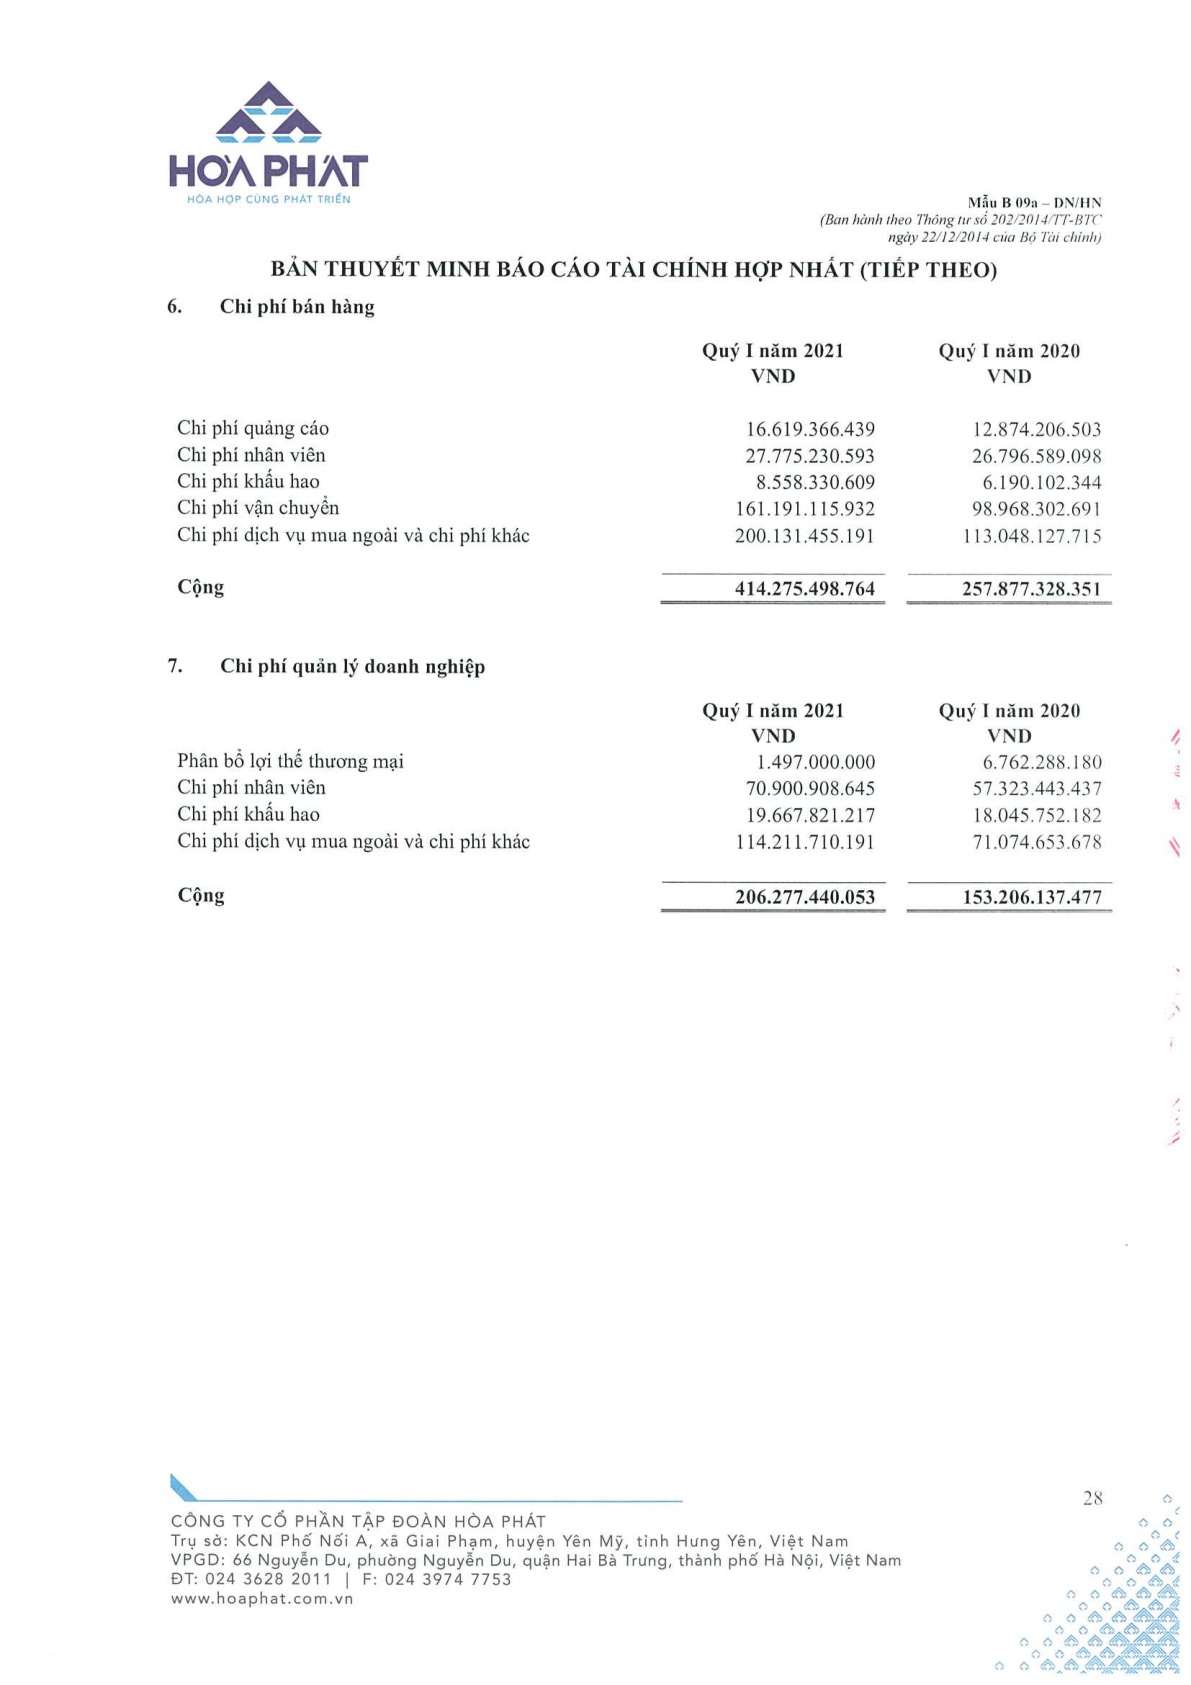 HÒA PHÁT
HÒA HỢP CÙNG PHÁT TRIỂN
Mẫu B 09a – DN/HN
(Ban hành theo Thông tư số 202/2014/TT-BTC
ngày 22/12/2014 của Bộ Tài chính)
BẢN THUYẾT MINH BÁO CÁO TÀI CHÍNH HỢP NHẤT (TIẾP THEO)
6. Chi phí bán hàng
Quý I năm 2021 Quý I năm 2020
VND VND
Chi phí quảng cáo 16.619.366.439 12.874.206.503
Chi phí nhân viên 27.775.230.593 26.796.589.098
Chi phí khấu hao 8.558.330.609 6.190.102.344
Chi phí vận chuyển 161.191.115.932 98.968.302.691
Chi phí dịch vụ mua ngoài và chi phí khác 200.131.455.191 113.048.127.715
Cộng 414.275.498.764 257.877.328.351
7. Chi phí quản lý doanh nghiệp
Quý I năm 2021 Quý I năm 2020
VND VND
Phân bổ lợi thế thương mại 1.497.000.000 6.762.288.180
Chi phí nhân viên 70.900.908.645 57.323.443.437
Chi phí khấu hao 19.667.821.217 18.045.752.182
Chi phí dịch vụ mua ngoài và chi phí khác 114.211.710.191 71.074.653.678
Cộng 206.277.440.053 153.206.137.477
28
CÔNG TY CỔ PHẦN TẬP ĐOÀN HÒA PHÁT
Trụ sở: KCN Phố Nối A, xã Giai Phạm, huyện Yên Mỹ, tỉnh Hưng Yên, Việt Nam
VPGD: 66 Nguyễn Du, phường Nguyễn Du, quận Hai Bà Trưng, thành phố Hà Nội, Việt Nam
ĐT: 024 3628 2011 | F: 024 3974 7753
www.hoaphat.com.vn